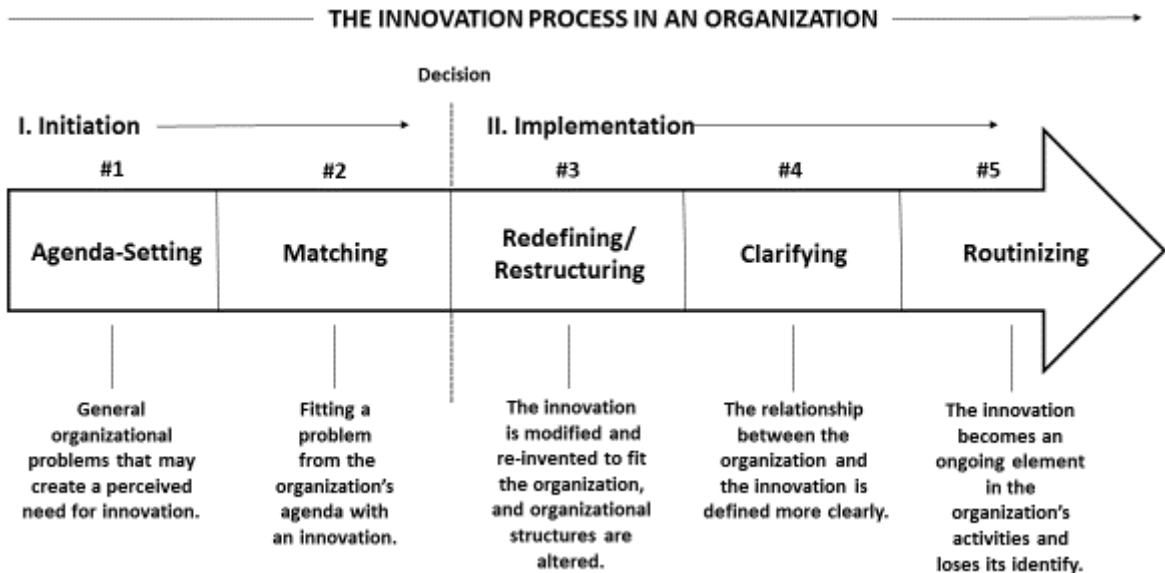 THE INNOVATION PROCESS IN AN ORGANIZATION
Decision
I. Initiation
II. Implementation
#1
#2
#3
#4
#5
Agenda-Setting
Matching
Redefining/
Restructuring
Clarifying
Routinizing
General
organizational
problems that may
create a perceived
need for innovation.
Fitting a
problem
from the
organization's
agenda with
an innovation.
The innovation
is modified and
re-invented to fit
the organization,
and organizational
structures are
altered.
The relationship
between the
organization and
the innovation is
defined more clearly.
The innovation
becomes an
ongoing element
in the
organization's
activities and
loses its identify.